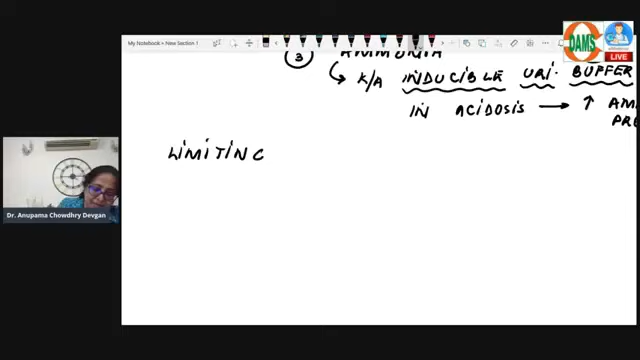 My Notebook > New Section 1
DAMS
LIVE
3 AMMONIA
K/A INDUCIBLE URI. BUFFER
IN ACIDOSIS → ↑ AM
PRE
LIMITING
Dr. Anupama Chowdhry Devgan